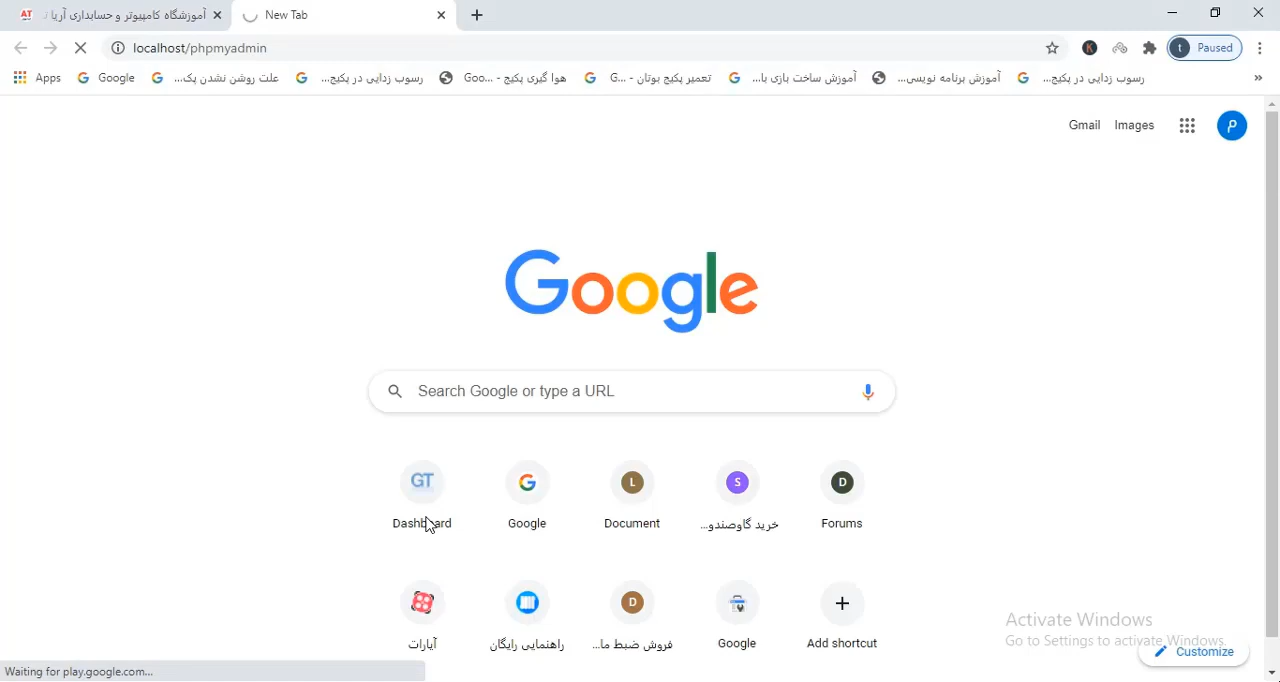 آموزشگاه کامپیوتر و حسابداری آریا
New Tab
localhost/phpmyadmin
Paused
Apps
Google
علت روشن نشدن پک...
رسوب زدایی در پکیج...
هوا گیری پکیج - Goo...
تعمیر پکیج بوتان - G...
آموزش ساخت بازی با...
آموزش برنامه نویسی...
رسوب زدایی در پکیج...
Gmail Images
Google
Search Google or type a URL
GT
L
S
D
Dashboard
Google
Document
خرید گاوصندو...
Forums
D
آپارات
راهنمایی رایگان
فروش ضبط ما...
Google
Add shortcut
Activate Windows
Go to Settings to activate Windows.
Customize
Waiting for play.google.com...